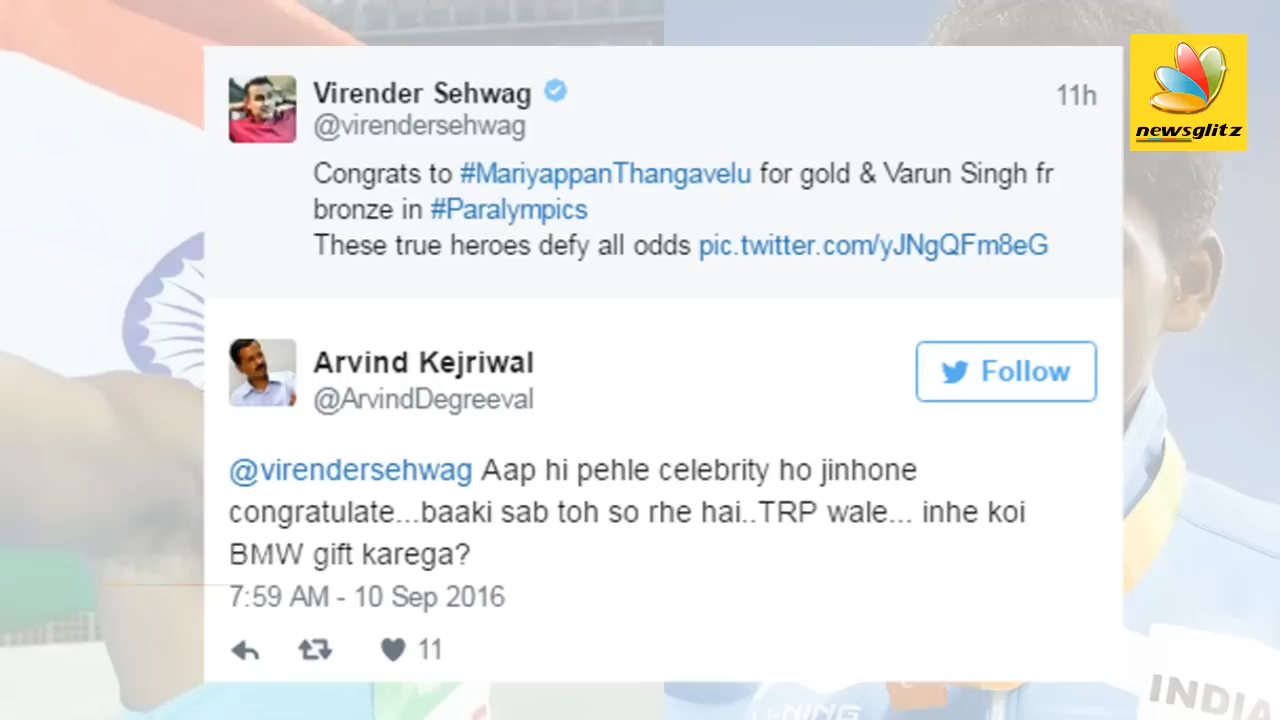 Virender Sehwag
@virendersehwag
11h
Congrats to #MariyappanThangavelu for gold & Varun Singh fr
bronze in #Paralympics
These true heroes defy all odds pic.twitter.com/yJNgQFm8eG
newsglitz
Arvind Kejriwal
@ArvindDegreeval
Follow
@virendersehwag Aap hi pehle celebrity ho jinhone
congratulate...baaki sab toh so rhe hai..TRP wale... inhe koi
BMW gift karega?
7:59 AM - 10 Sep 2016
11
LI-NING
INDIA